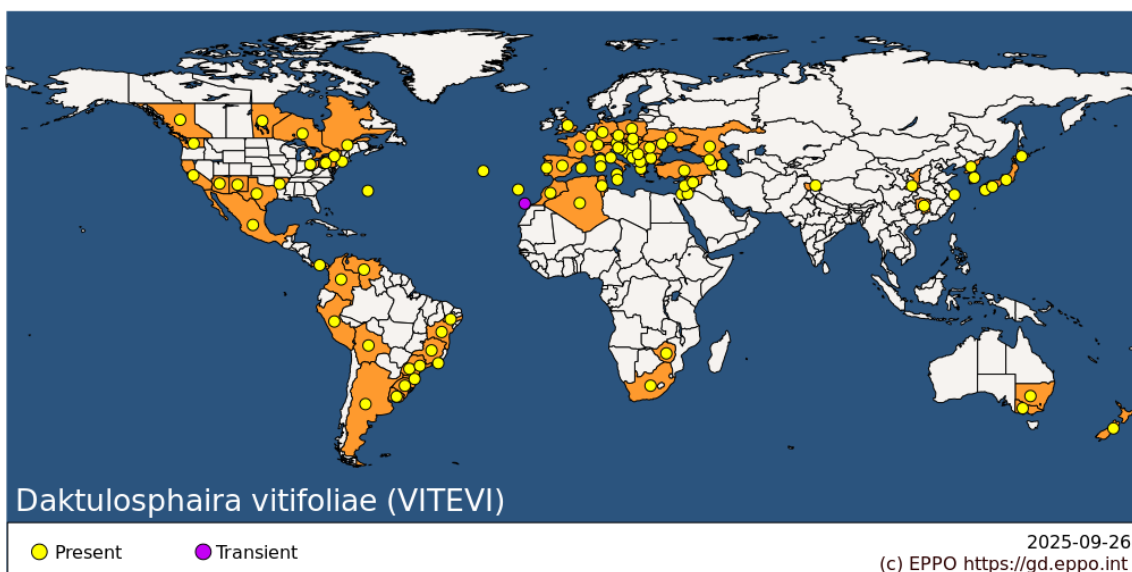 Daktulosphaira vitifoliae (VITEVI)
Present
Transient
2025-09-26
(c) EPPO https://gd.eppo.int